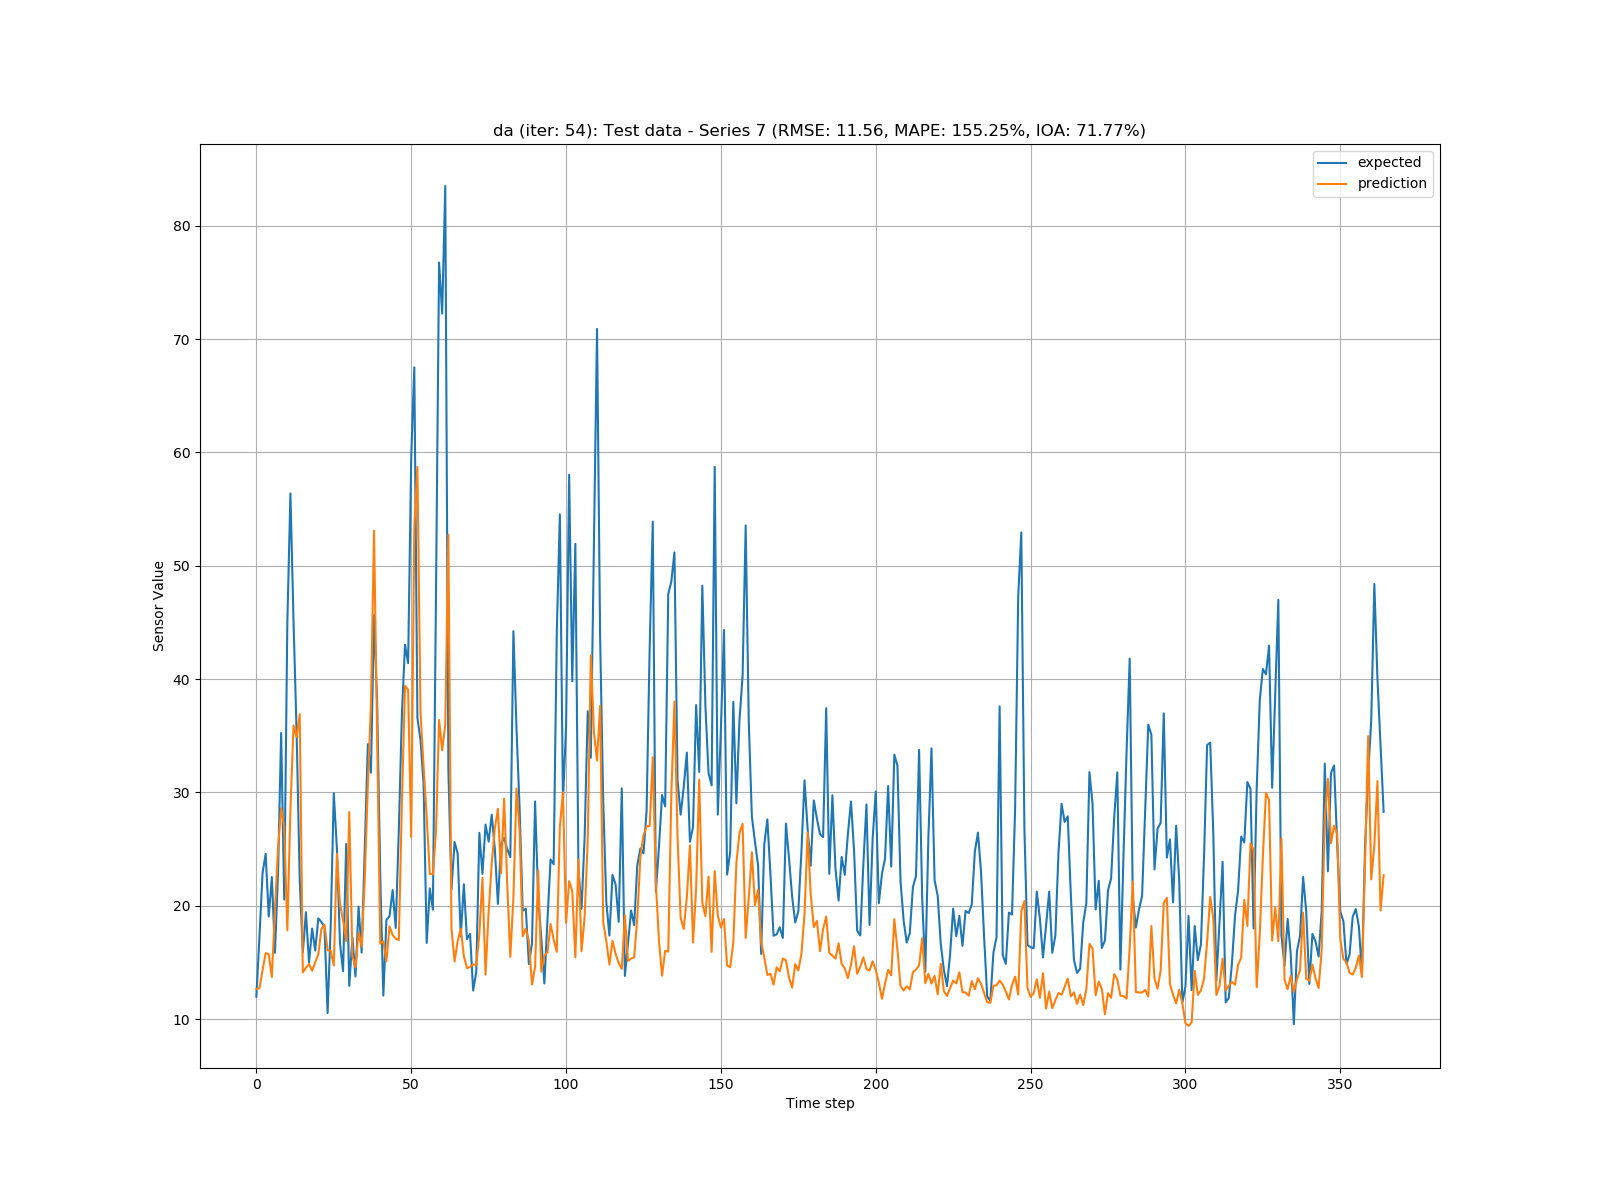 da (iter: 54): Test data - Series 7 (RMSE: 11.56, MAPE: 155.25%, IOA: 71.77%)
expected
prediction
80
70
60
50
40
30
20
10
Sensor Value
0 50 100 150 200 250 300 350
Time step